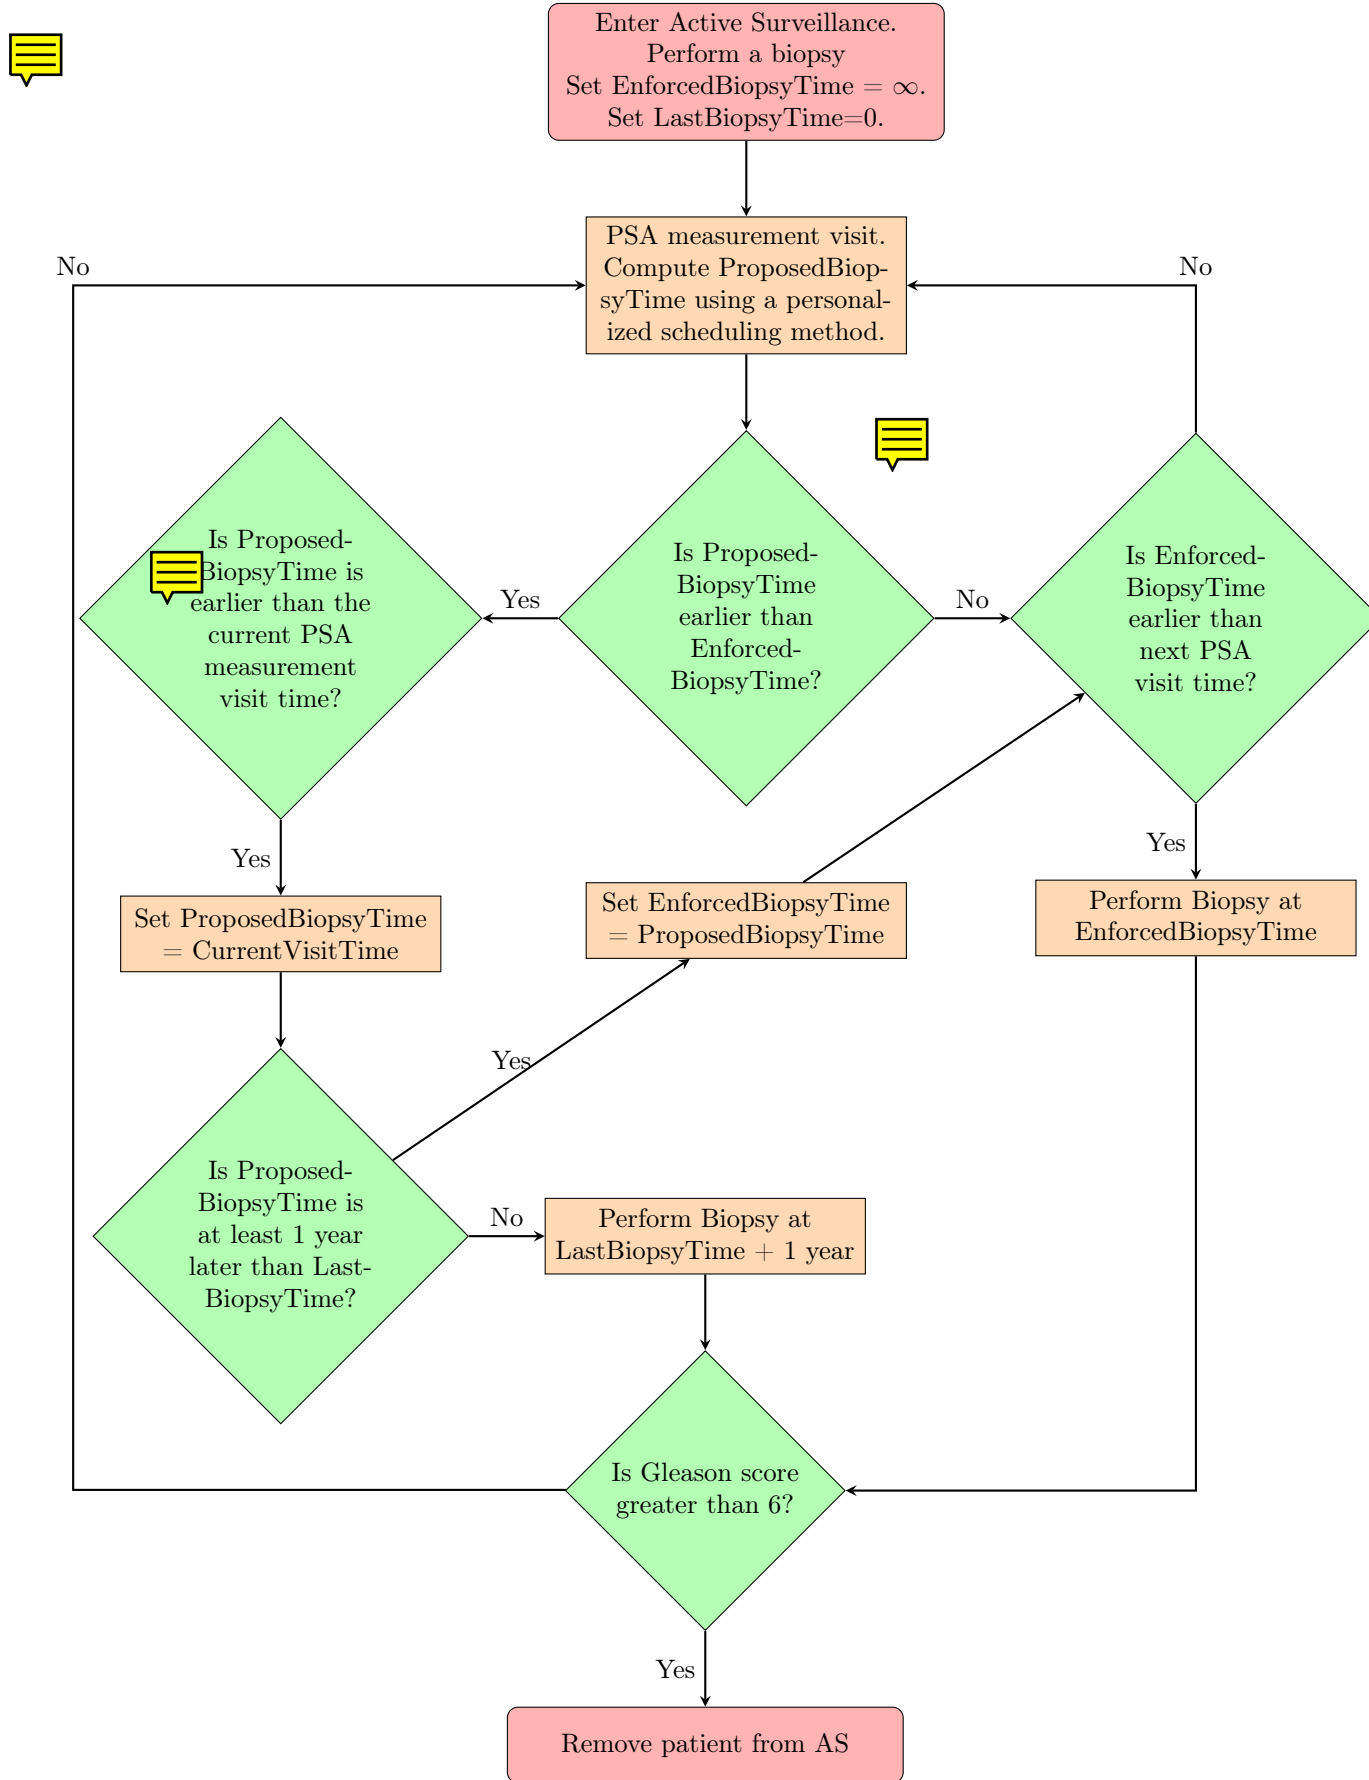 Enter Active Surveillance.
Perform a biopsy
Set EnforcedBiopsyTime = ∞.
Set LastBiopsyTime=0.
No
PSA measurement visit.
Compute ProposedBiop-
syTime using a personal-
ized scheduling method.
No
Is Proposed-
BiopsyTime is
earlier than the
current PSA
measurement
visit time?
Yes
Is Proposed-
BiopsyTime
earlier than
Enforced-
BiopsyTime?
No
Is Enforced-
BiopsyTime
earlier than
next PSA
visit time?
Yes
Yes
Set ProposedBiopsyTime
= CurrentVisitTime
Set EnforcedBiopsyTime
= ProposedBiopsyTime
Perform Biopsy at
EnforcedBiopsyTime
Yes
Is Proposed-
BiopsyTime is
at least 1 year
later than Last-
BiopsyTime?
No
Perform Biopsy at
LastBiopsyTime + 1 year
Is Gleason score
greater than 6?
Yes
Remove patient from AS